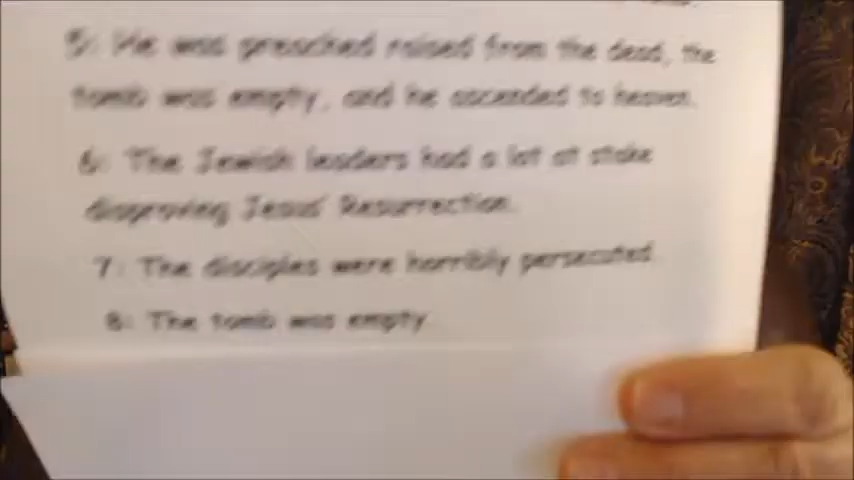 5: He was preached raised from the dead, the
tomb was empty, and he ascended to heaven.
6: The Jewish leaders had a lot at stake
disproving Jesus' Resurrection.
7: The disciples were horribly persecuted.
8: The tomb was empty